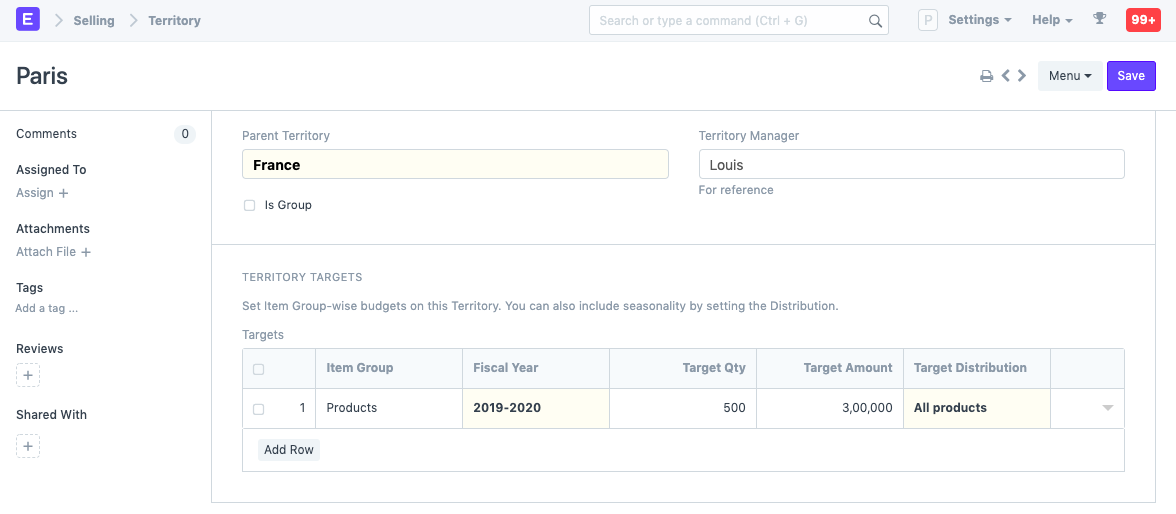 E Selling Territory Search or type a command (Ctrl + G) P Settings Help 99+
Paris Menu Save
Comments 0
Assigned To
Assign +
Attachments
Attach File +
Tags
Add a tag ...
Reviews
+
Shared With
+
Parent Territory Territory Manager
France Louis
For reference
Is Group
TERRITORY TARGETS
Set Item Group-wise budgets on this Territory. You can also include seasonality by setting the Distribution.
Targets
Item Group Fiscal Year Target Qty Target Amount Target Distribution
1 Products 2019-2020 500 3,00,000 All products
Add Row